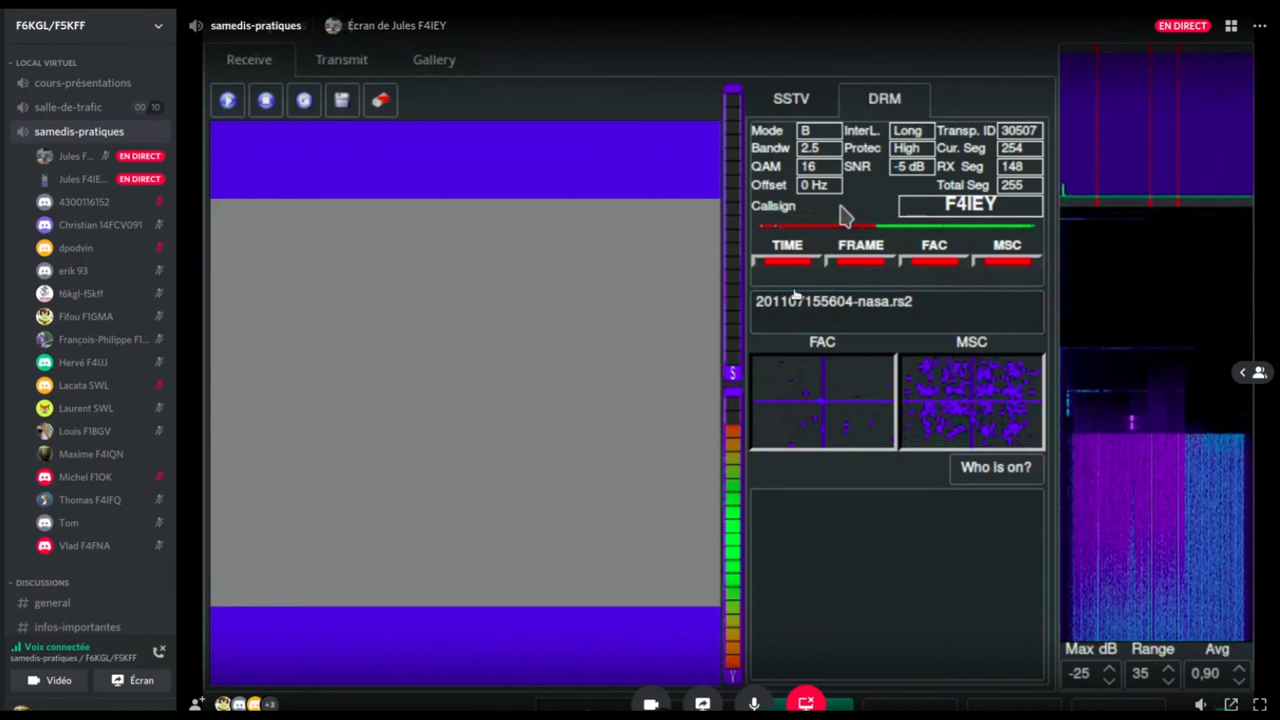 F6KGL/F5KFF
samedis-pratiques
Écran de Jules F4IEY
EN DIRECT
LOCAL VIRTUEL
cours-présentations
salle-de-trafic 00 10
samedis-pratiques
Jules F... EN DIRECT
Jules F4IE... EN DIRECT
4300116152
Christian 14FCV091
dpodvin
erik 93
f6kgl-f5kff
Fifou F1GMA
François-Philippe F1...
Hervé F4IJJ
Lacata SWL
Laurent SWL
Louis F1BGV
Maxime F4IQN
Michel F1OK
Thomas F4IFQ
Tom
Vlad F4FNA
DISCUSSIONS
# general
# infos-importantes
Voix connectée
samedis-pratiques / F6KGL/F5KFF
Vidéo Écran
Receive Transmit Gallery
SSTV DRM
Mode B InterL. Long Transp. ID 30507
Bandw 2.5 Protec High Cur. Seg 254
QAM 16 SNR -5 dB RX Seg 148
Offset 0 Hz Total Seg 255
Callsign F4IEY
TIME FRAME FAC MSC
201107155604-nasa.rs2
FAC MSC
S
Who is on?
V
+3
Max dB Range Avg
-25 35 0,90